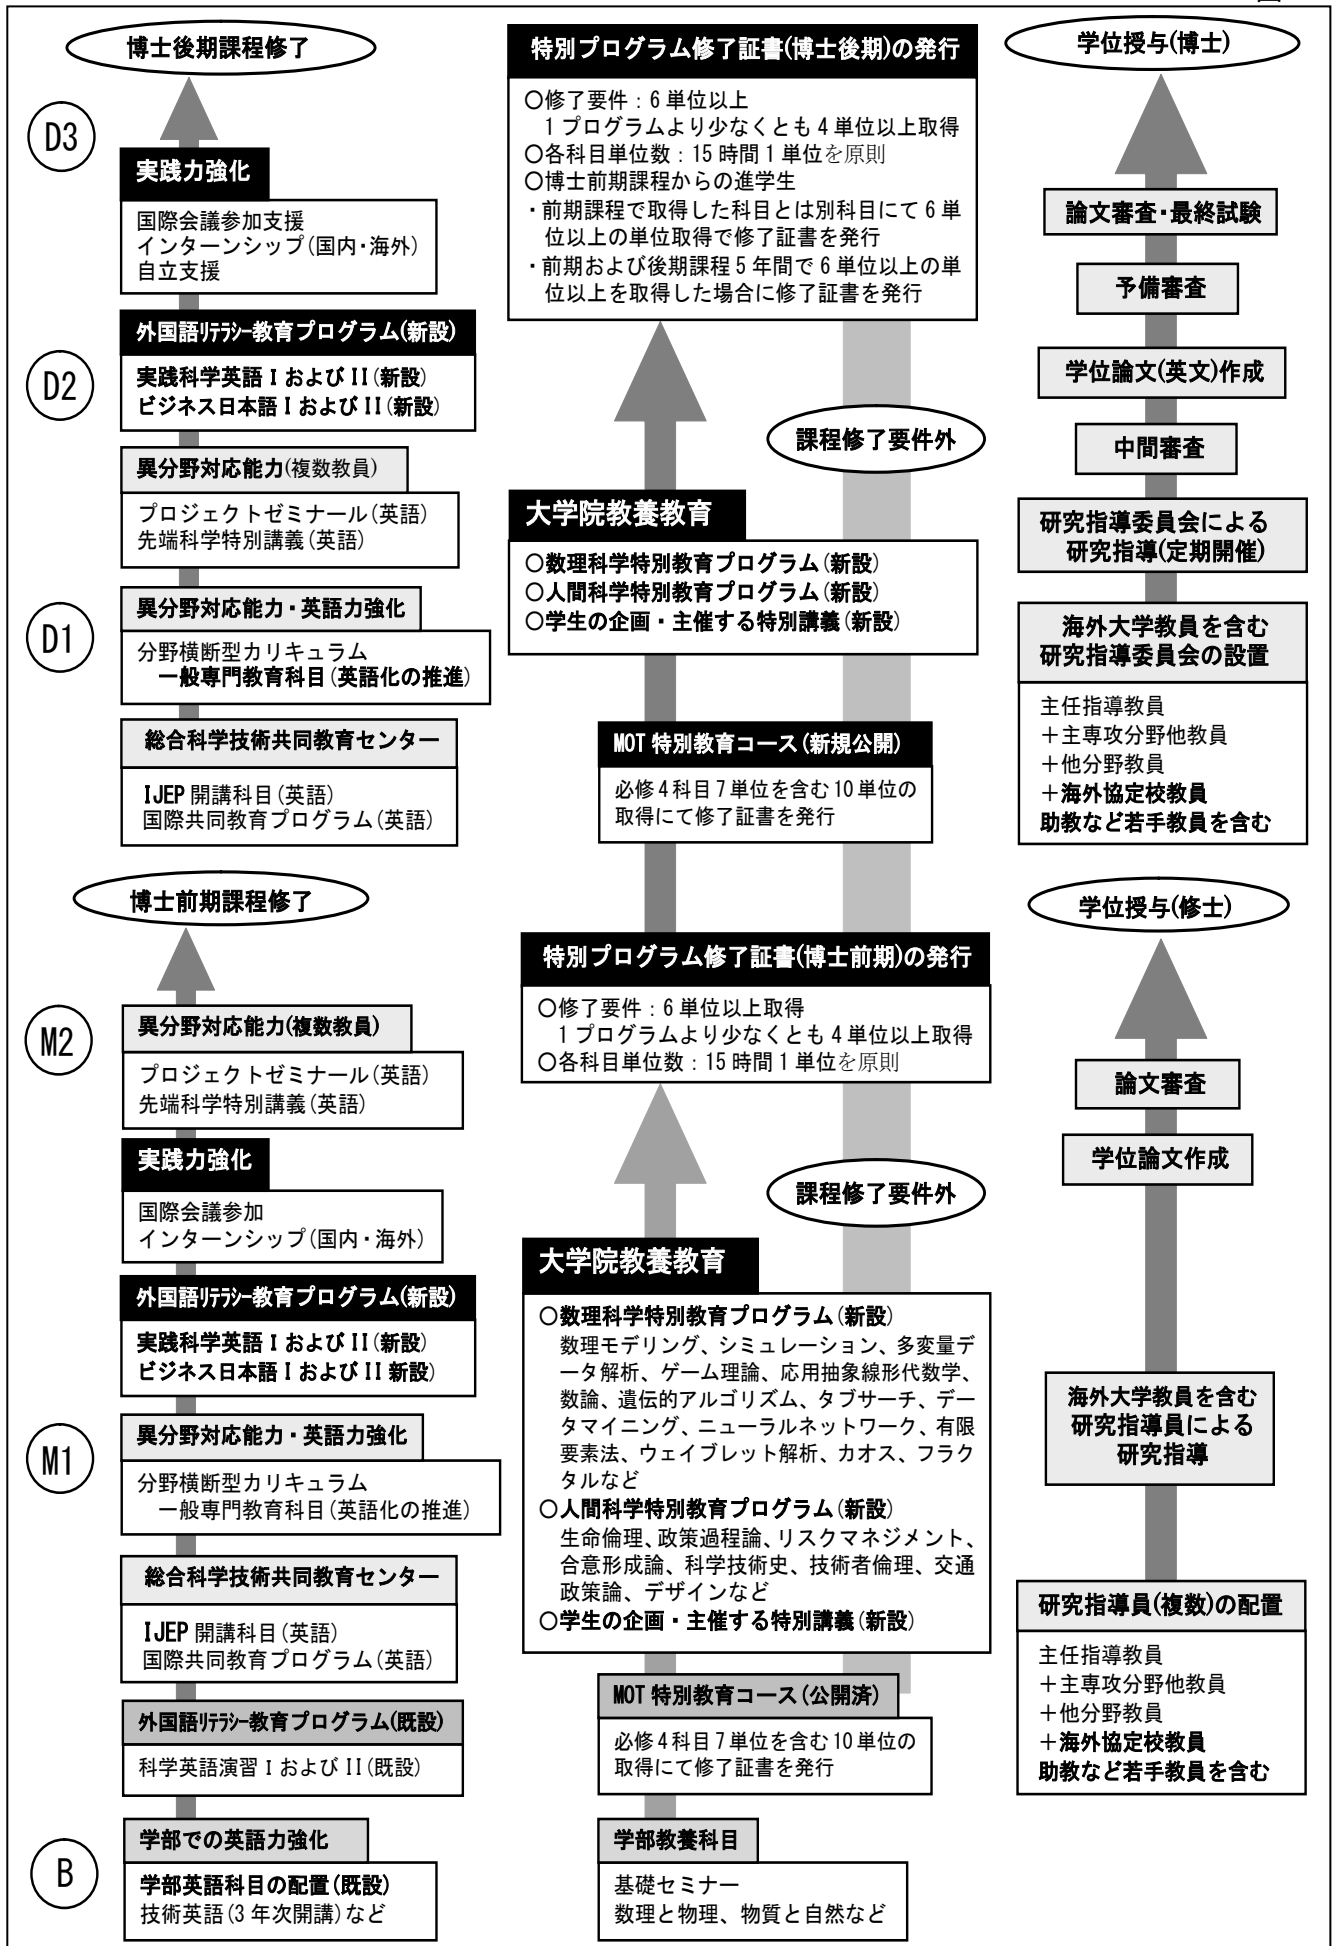 博士後期課程修了
D3
実践力強化
国際会議参加支援
インターンシップ(国内・海外)
自立支援
外国語リテラシー教育プログラム(新設)
D2
実践科学英語 I および II(新設)
ビジネス日本語 I および II(新設)
異分野対応能力(複数教員)
プロジェクトゼミナール(英語)
先端科学特別講義(英語)
異分野対応能力・英語力強化
D1
分野横断型カリキュラム
一般専門教育科目(英語化の推進)
総合科学技術共同教育センター
IJEP 開講科目(英語)
国際共同教育プログラム(英語)
博士前期課程修了
M2
異分野対応能力(複数教員)
プロジェクトゼミナール(英語)
先端科学特別講義(英語)
実践力強化
国際会議参加
インターンシップ(国内・海外)
外国語リテラシー教育プログラム(新設)
実践科学英語 I および II(新設)
ビジネス日本語 I および II 新設)
異分野対応能力・英語力強化
M1
分野横断型カリキュラム
一般専門教育科目(英語化の推進)
総合科学技術共同教育センター
IJEP 開講科目(英語)
国際共同教育プログラム(英語)
外国語リテラシー教育プログラム(既設)
科学英語演習 I および II(既設)
学部での英語力強化
B
学部英語科目の配置(既設)
技術英語(3 年次開講)など
特別プログラム修了証書(博士後期)の発行
○修了要件：6 単位以上
1 プログラムより少なくとも 4 単位以上取得
○各科目単位数：15 時間 1 単位を原則
○博士前期課程からの進学生
・前期課程で取得した科目とは別科目にて 6 単
位以上の単位取得で修了証書を発行
・前期および後期課程 5 年間で 6 単位以上の単
位以上を取得した場合に修了証書を発行
課程修了要件外
大学院教養教育
○数理科学特別教育プログラム(新設)
○人間科学特別教育プログラム(新設)
○学生の企画・主催する特別講義(新設)
MOT 特別教育コース(新規公開)
必修 4 科目 7 単位を含む 10 単位の
取得にて修了証書を発行
特別プログラム修了証書(博士前期)の発行
○修了要件：6 単位以上取得
1 プログラムより少なくとも 4 単位以上取得
○各科目単位数：15 時間 1 単位を原則
課程修了要件外
大学院教養教育
○数理科学特別教育プログラム(新設)
数理モデリング、シミュレーション、多変量デ
ータ解析、ゲーム理論、応用抽象線形代数学、
数論、遺伝的アルゴリズム、タブサーチ、デー
タマイニング、ニューラルネットワーク、有限
要素法、ウェイブレット解析、カオス、フラク
タルなど
○人間科学特別教育プログラム(新設)
生命倫理、政策過程論、リスクマネジメント、
合意形成論、科学技術史、技術者倫理、交通
政策論、デザインなど
○学生の企画・主催する特別講義(新設)
MOT 特別教育コース(公開済)
必修 4 科目 7 単位を含む 10 単位の
取得にて修了証書を発行
学部教養科目
基礎セミナー
数理と物理、物質と自然など
学位授与(博士)
論文審査・最終試験
予備審査
学位論文(英文)作成
中間審査
研究指導委員会による
研究指導(定期開催)
海外大学教員を含む
研究指導委員会の設置
主任指導教員
＋主専攻分野他教員
＋他分野教員
＋海外協定校教員
助教など若手教員を含む
学位授与(修士)
論文審査
学位論文作成
海外大学教員を含む
研究指導員による
研究指導
研究指導員(複数)の配置
主任指導教員
＋主専攻分野他教員
＋他分野教員
＋海外協定校教員
助教など若手教員を含む